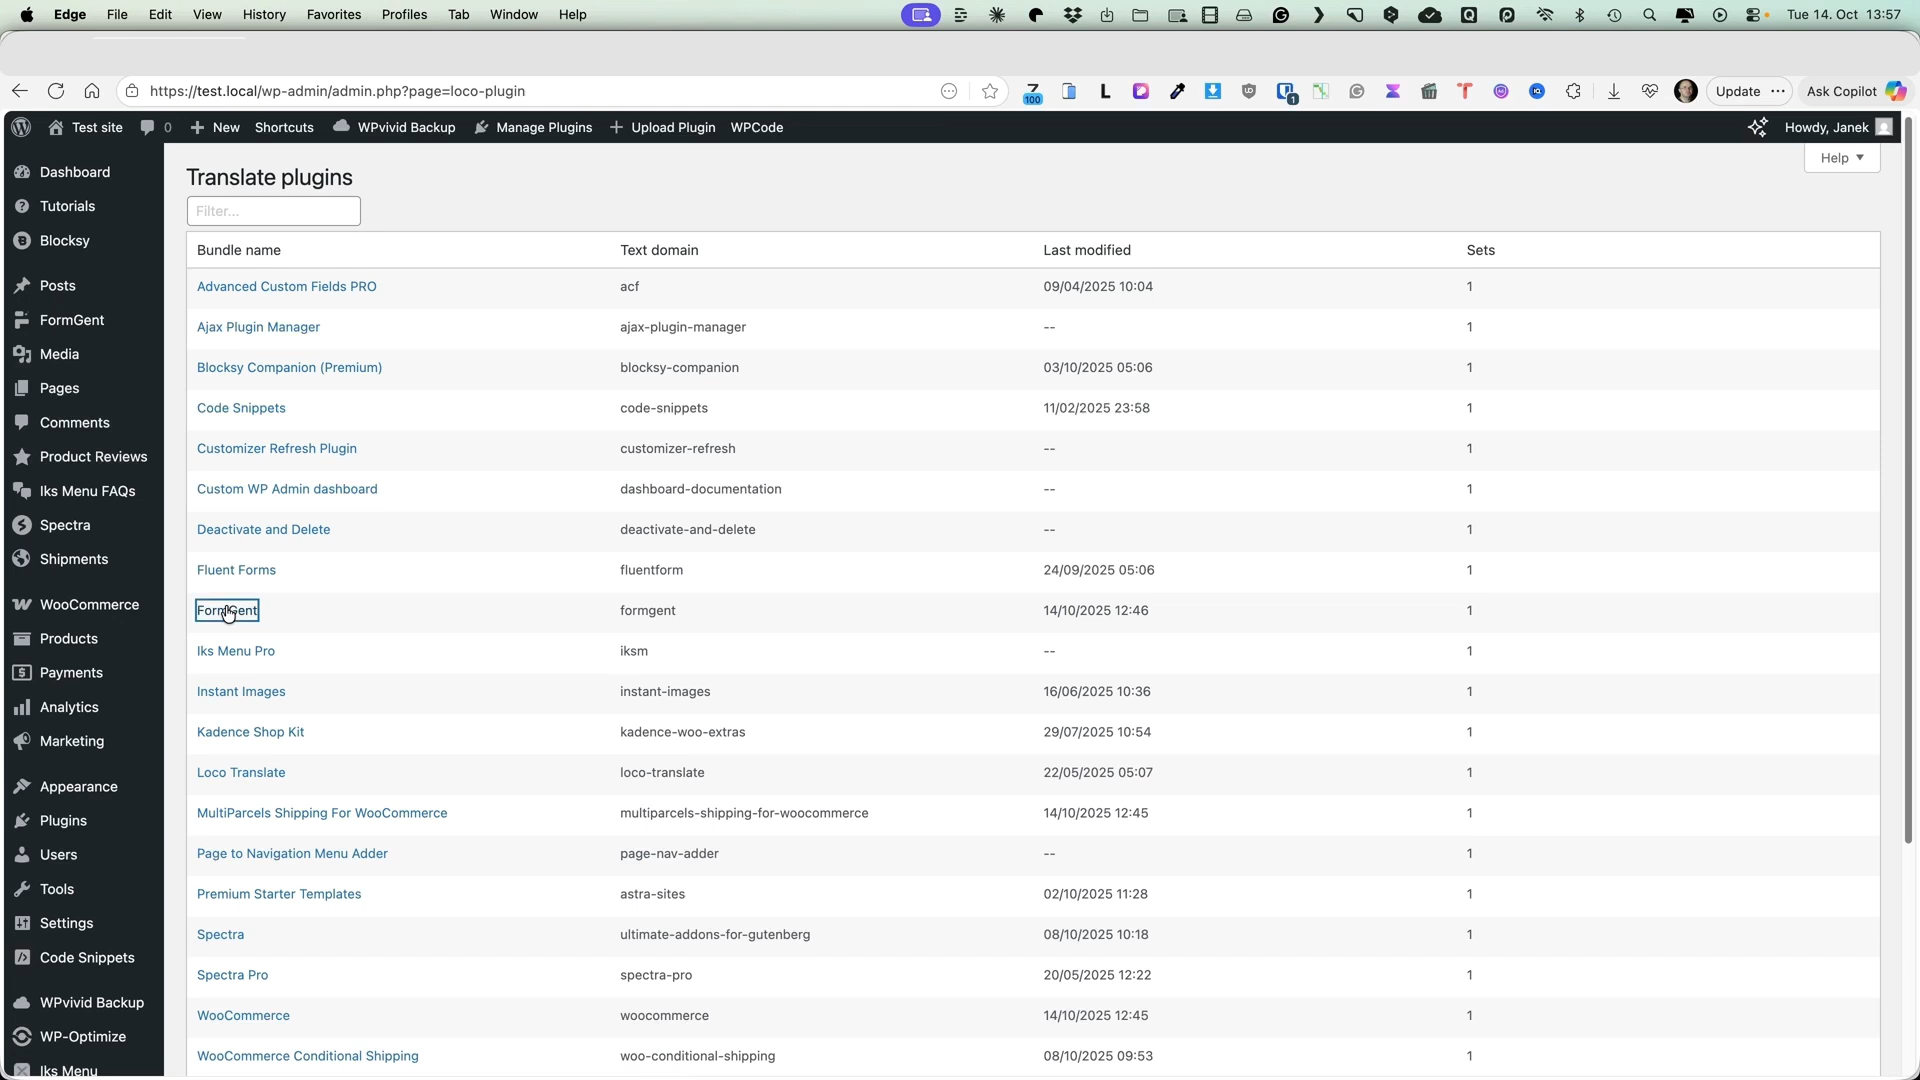 Edge File Edit View History Favorites Profiles Tab Window Help Tue 14. Oct 13:57
https://test.local/wp-admin/admin.php?page=loco-plugin 100 1 Update Ask Copilot
Test site 0 New Shortcuts WPvivid Backup Manage Plugins Upload Plugin WPCode Howdy, Janek
Help
Dashboard
Tutorials
Blocksy
Posts
FormGent
Media
Pages
Comments
Product Reviews
Iks Menu FAQs
Spectra
Shipments
WooCommerce
Products
Payments
Analytics
Marketing
Appearance
Plugins
Users
Tools
Settings
Code Snippets
WPvivid Backup
WP-Optimize
Iks Menu
Translate plugins
Filter...
Bundle name Text domain Last modified Sets
Advanced Custom Fields PRO acf 09/04/2025 10:04 1
Ajax Plugin Manager ajax-plugin-manager -- 1
Blocksy Companion (Premium) blocksy-companion 03/10/2025 05:06 1
Code Snippets code-snippets 11/02/2025 23:58 1
Customizer Refresh Plugin customizer-refresh -- 1
Custom WP Admin dashboard dashboard-documentation -- 1
Deactivate and Delete deactivate-and-delete -- 1
Fluent Forms fluentform 24/09/2025 05:06 1
FormGent formgent 14/10/2025 12:46 1
Iks Menu Pro iksm -- 1
Instant Images instant-images 16/06/2025 10:36 1
Kadence Shop Kit kadence-woo-extras 29/07/2025 10:54 1
Loco Translate loco-translate 22/05/2025 05:07 1
MultiParcels Shipping For WooCommerce multiparcels-shipping-for-woocommerce 14/10/2025 12:45 1
Page to Navigation Menu Adder page-nav-adder -- 1
Premium Starter Templates astra-sites 02/10/2025 11:28 1
Spectra ultimate-addons-for-gutenberg 08/10/2025 10:18 1
Spectra Pro spectra-pro 20/05/2025 12:22 1
WooCommerce woocommerce 14/10/2025 12:45 1
WooCommerce Conditional Shipping woo-conditional-shipping 08/10/2025 09:53 1